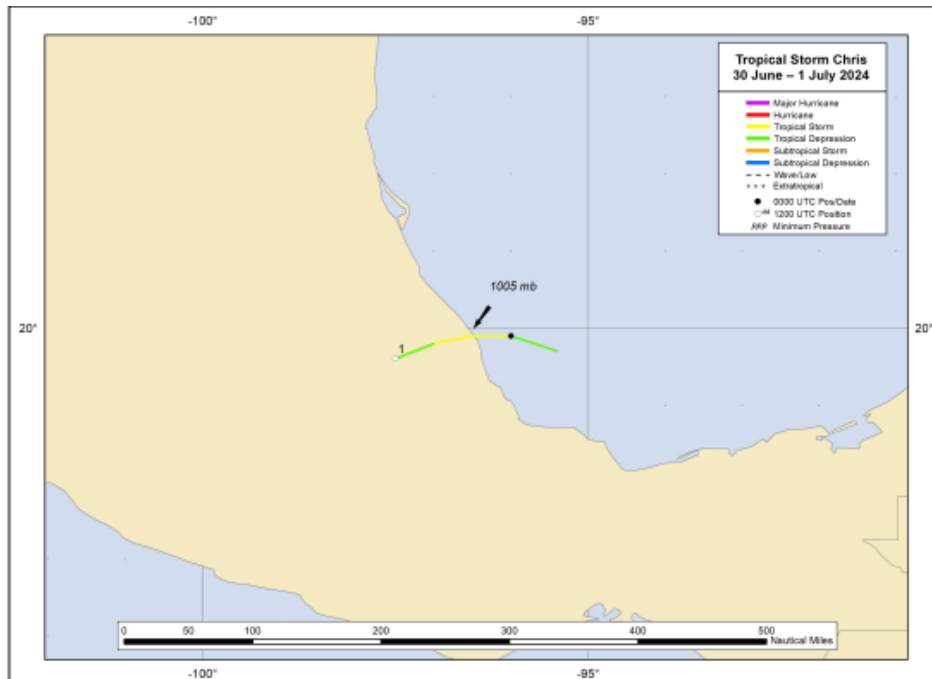 -100°
-95°
Tropical Storm Chris
30 June – 1 July 2024
Major Hurricane
Hurricane
Tropical Storm
Tropical Depression
Subtropical Storm
Subtropical Depression
Wave/Low
Extratropical
0000 UTC Pos/Date
1200 UTC Position
PPP Minimum Pressure
1005 mb
20°
20°
1
0 50 100 200 300 400 500
Nautical Miles
-100°
-95°